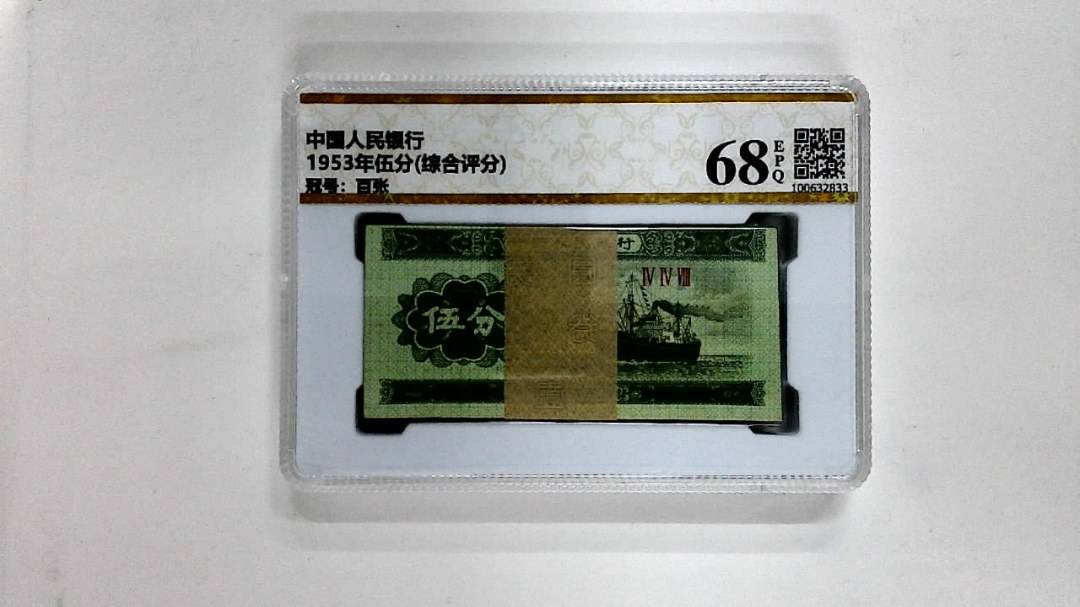 中国人民银行
1953年伍分(综合评分)
冠号：百张
68
EPQ
100632833
行
伍分
IV IV VIII